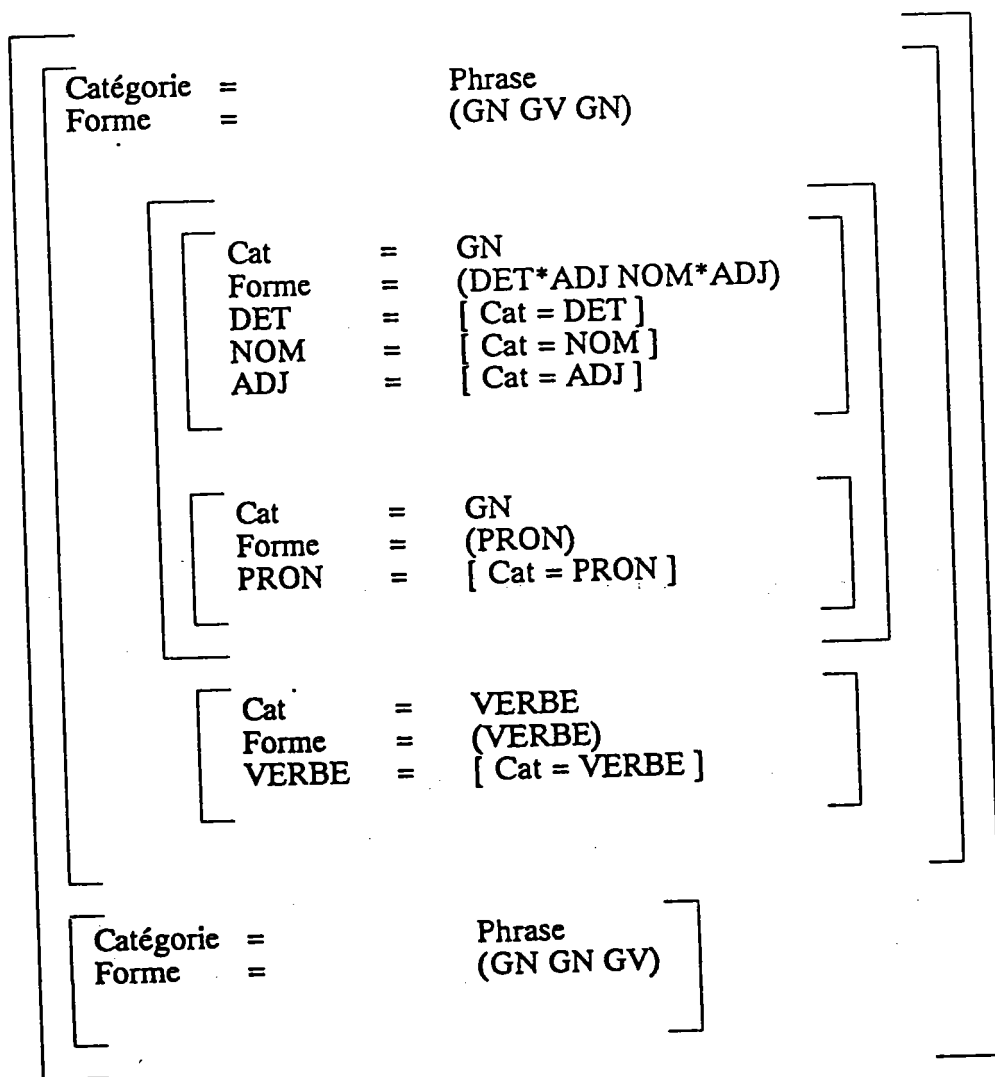 Catégorie = Phrase
Forme = (GN GV GN)
Cat = GN
Forme = (DET*ADJ NOM*ADJ)
DET = [ Cat = DET ]
NOM = [ Cat = NOM ]
ADJ = [ Cat = ADJ ]
Cat = GN
Forme = (PRON)
PRON = [ Cat = PRON ]
Cat = VERBE
Forme = (VERBE)
VERBE = [ Cat = VERBE ]
Catégorie = Phrase
Forme = (GN GN GV)